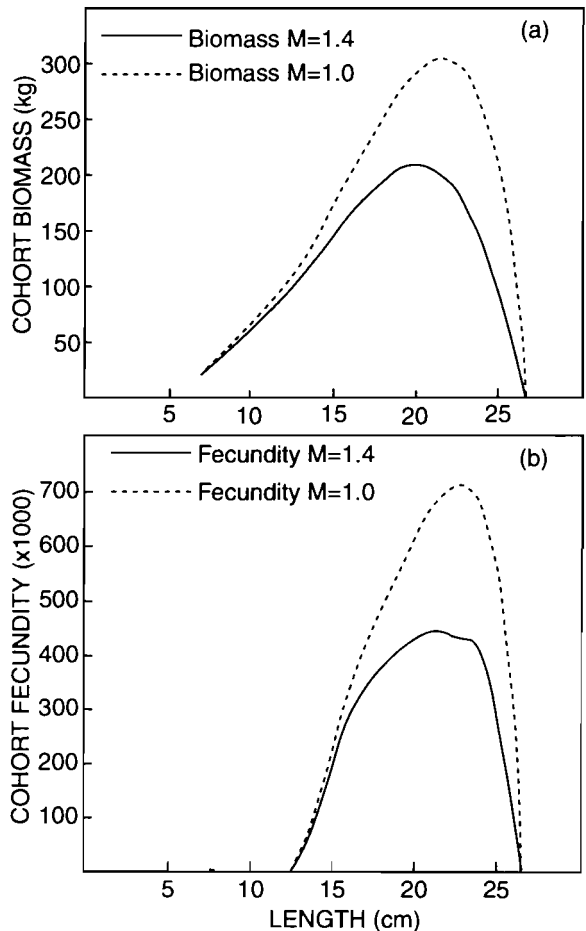 (a)
Biomass M=1.4
Biomass M=1.0
COHORT BIOMASS (kg)
300
250
200
150
100
50
5 10 15 20 25
(b)
Fecundity M=1.4
Fecundity M=1.0
COHORT FECUNDITY (x1000)
700
600
500
400
300
200
100
5 10 15 20 25
LENGTH (cm)